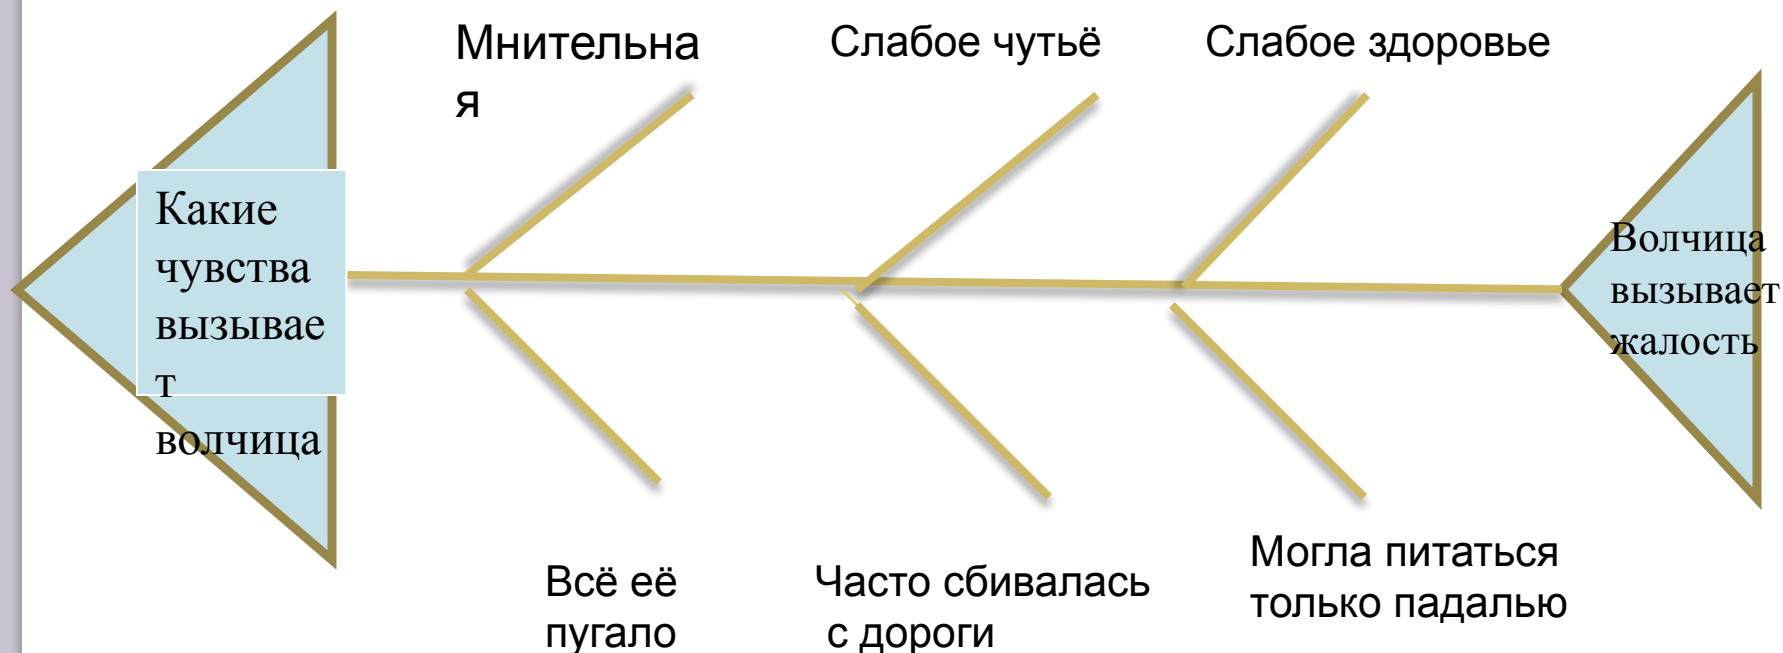 Мнительна
я
Слабое чутьё
Слабое здоровье
Какие
чувства
вызывае
т
волчица
Волчица
вызывает
жалость
Всё её
пугало
Часто сбивалась
с дороги
Могла питаться
только падалью